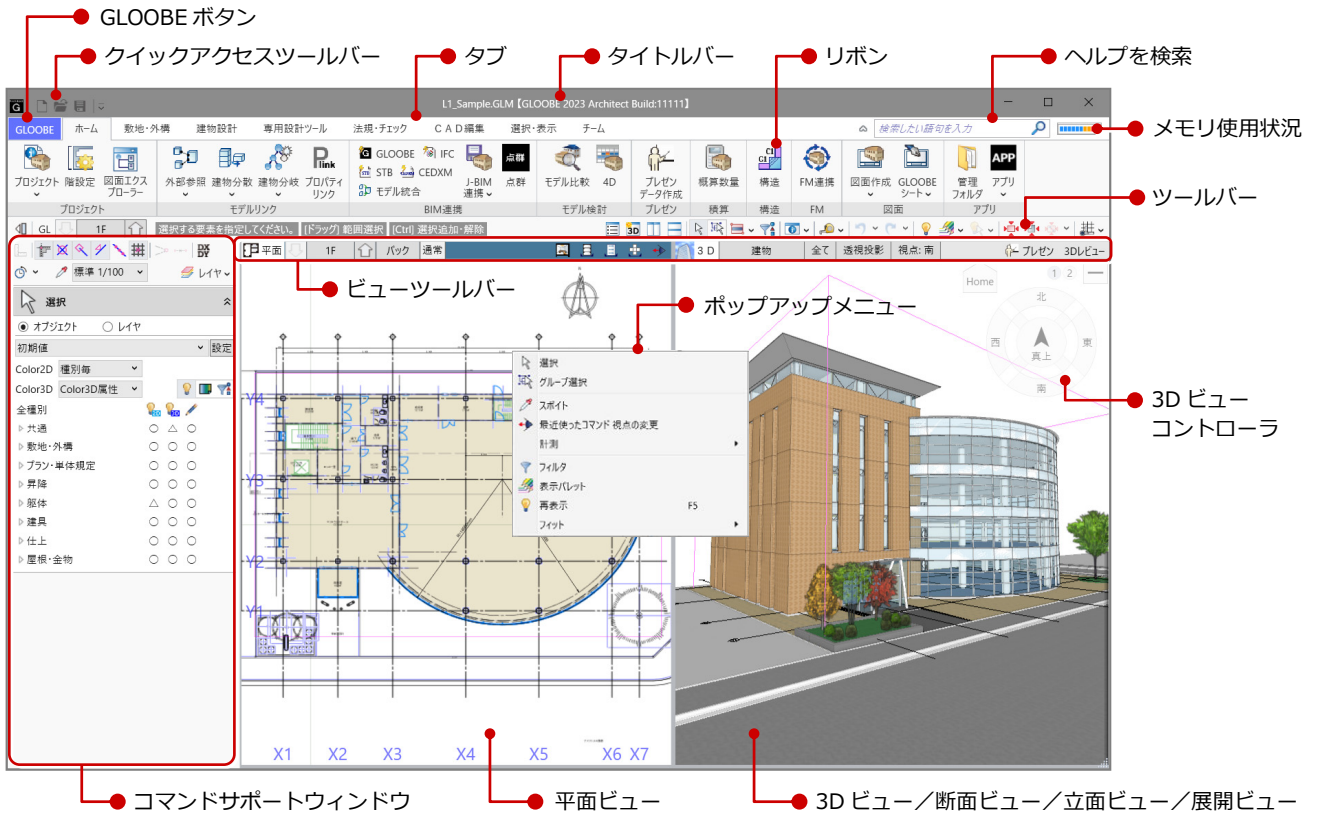 GLOOBE ボタン
クイックアクセスツールバー
タブ
タイトルバー
リボン
ヘルプを検索
L1_Sample.GLM【GLOOBE 2023 Architect Build:11111】
GLOOBE ホーム 敷地・外構 建物設計 専用設計ツール 法規・チェック CAD編集 選択・表示 チーム 検索したい語句を入力
メモリ使用状況
プロジェクト 階設定 図面エクスプローラー
外部参照 建物分散 建物分岐 プロパティリンク
Plink
GLOOBE IFC
STB CEDXM
モデル統合
J-BIM連携
点群
点群
モデル比較 4D
プレゼンデータ作成
概算数量
構造
FM連携
図面作成 GLOOBEシート
管理フォルダ アプリ
APP
プロジェクト モデルリンク BIM連携 モデル検討 プレゼン 積算 構造 FM 図面 アプリ
ツールバー
GL 1F 選択する要素を指定してください。 [ドラッグ] 範囲選択 [Ctrl] 選択追加・解除 3D
平面 1F バック 通常 3D 建物 全て 透視投影 視点: 南 プレゼン 3Dレビュー
標準 1/100 レイヤ
選択
オブジェクト レイヤ
初期値 設定
Color2D 種別毎
Color3D Color3D属性
全種別
共通 ○ △ ○
敷地・外構 ○ ○ ○
プラン・単体規定 ○ ○ ○
昇降 ○ ○ ○
躯体 △ ○ ○
建具 ○ ○ ○
仕上 ○ ○ ○
屋根・金物 ○ ○ ○
ビューツールバー
ポップアップメニュー
選択
グループ選択
スポイト
最近使ったコマンド 視点の変更
計測
フィルタ
表示パレット
再表示 F5
フィット
Home
1 2
北
西 東
真上
南
3D ビュー
コントローラ
Y4
Y3
Y2
Y1
X1 X2 X3 X4 X5 X6 X7
コマンドサポートウィンドウ
平面ビュー
3D ビュー／断面ビュー／立面ビュー／展開ビュー